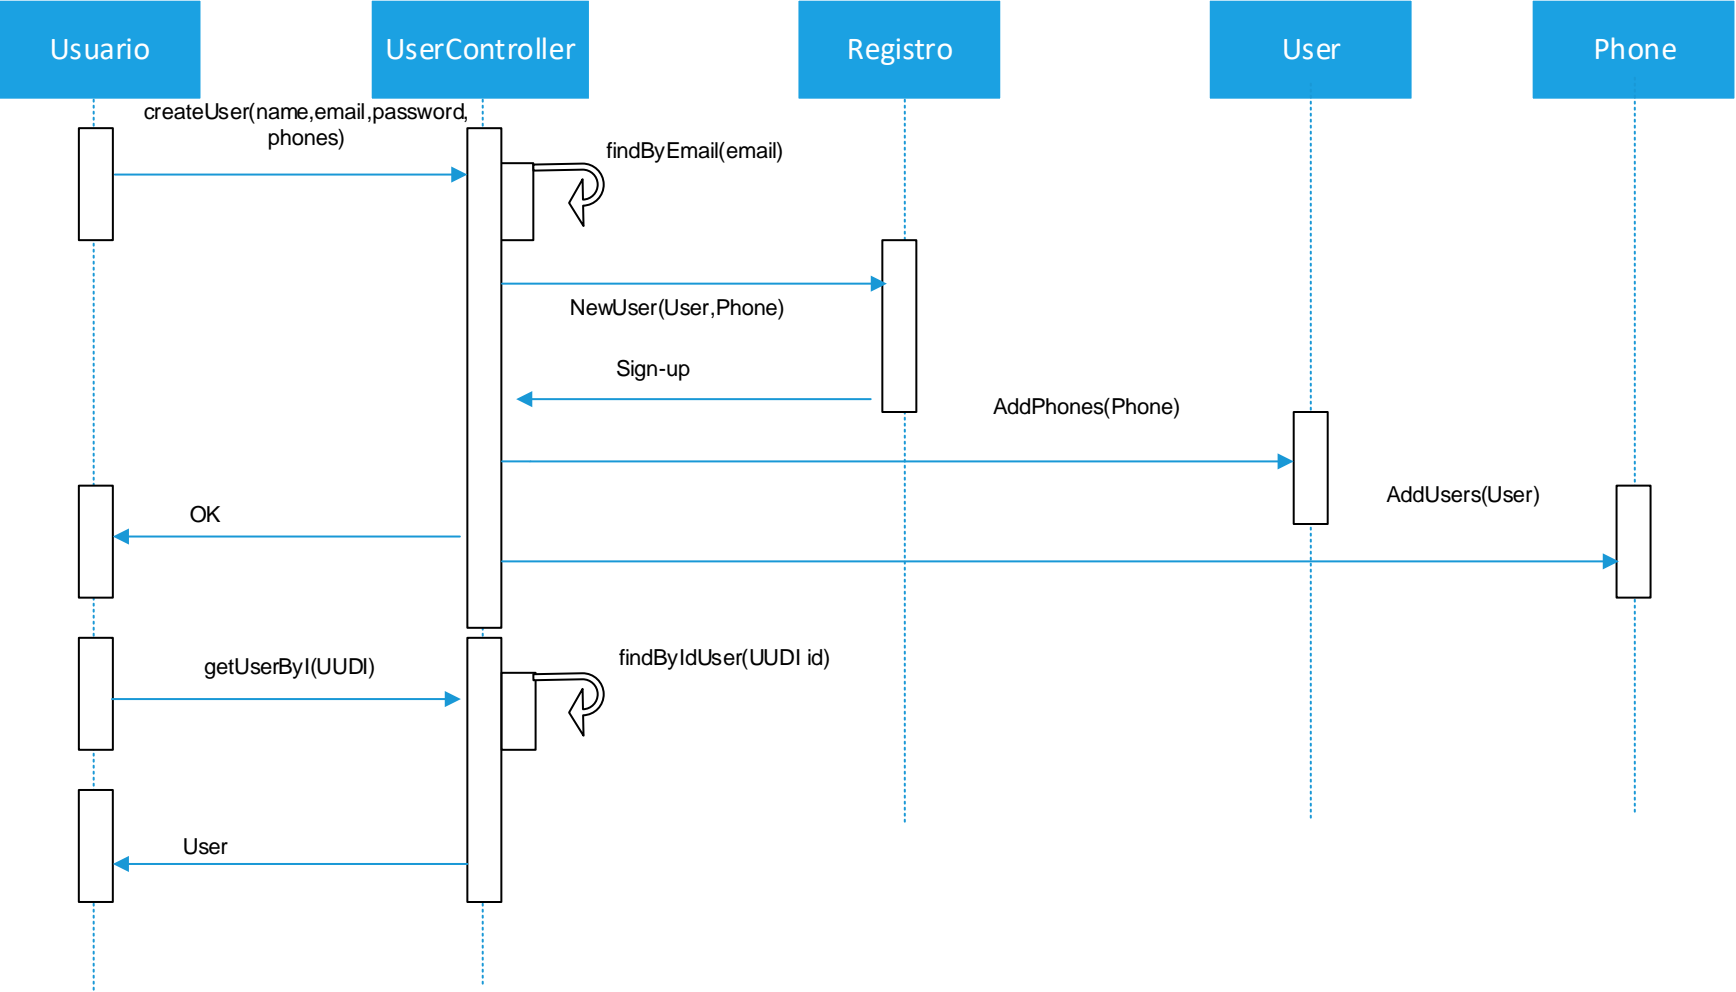 Usuario
UserController
Registro
User
Phone
createUser(name,email,password,
phones)
findByEmail(email)
NewUser(User,Phone)
Sign-up
AddPhones(Phone)
AddUsers(User)
OK
getUserByI(UUDI)
findByIdUser(UUDI id)
User